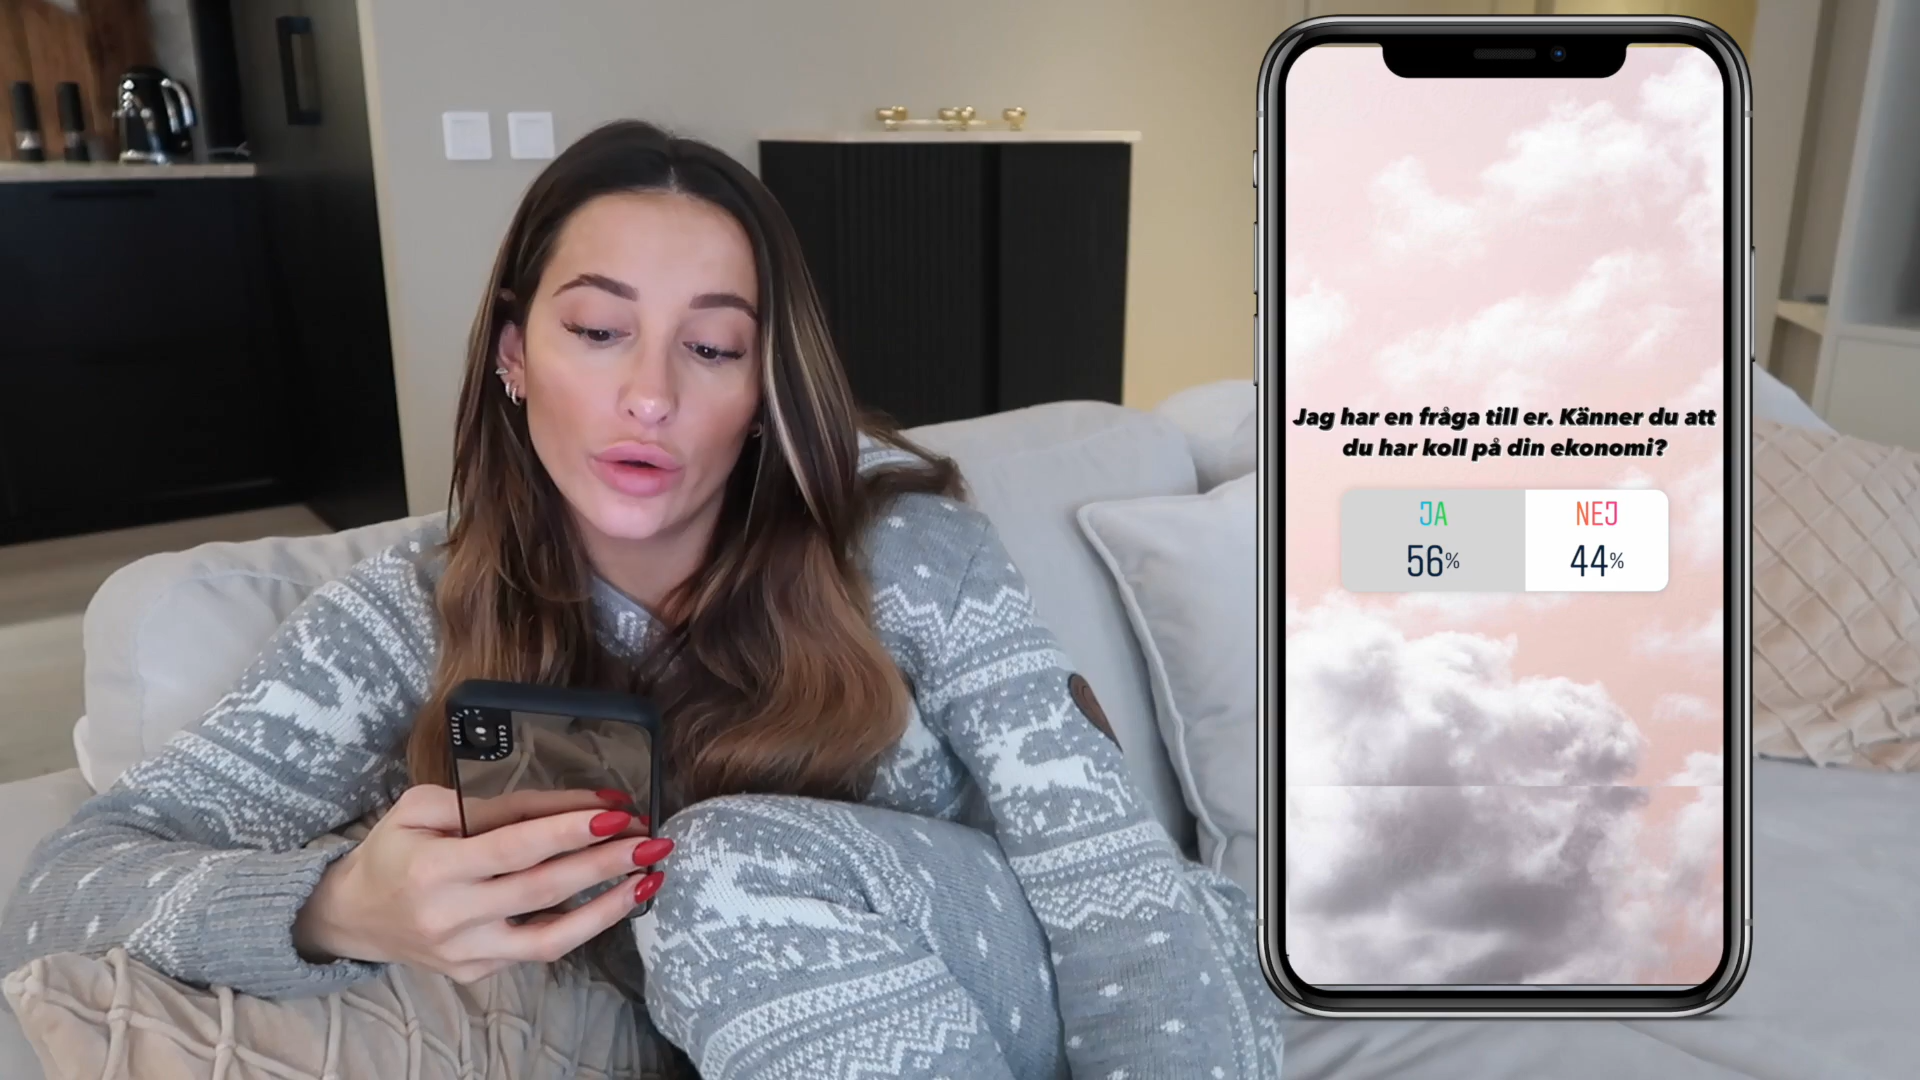 Jag har en fråga till er. Känner du att
du har koll på din ekonomi?
JA NEJ
56% 44%